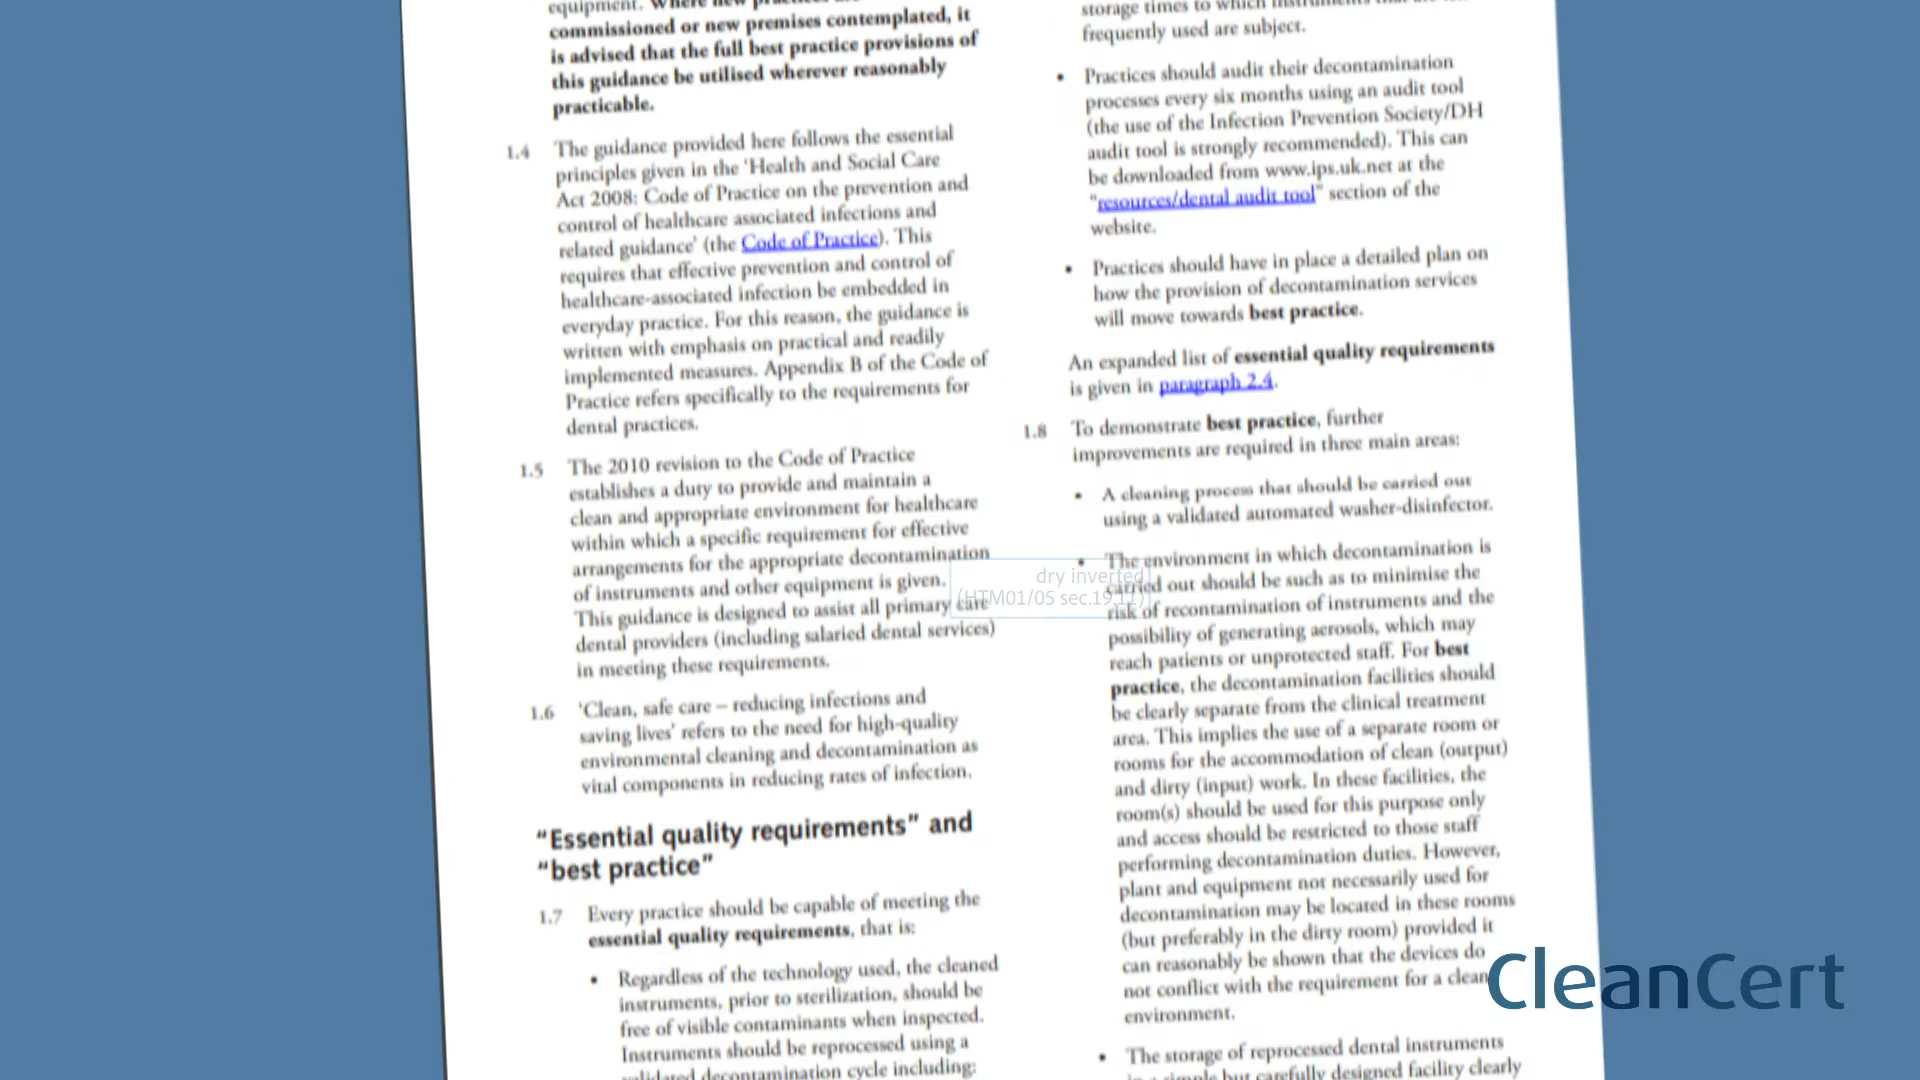 equipment. Where new practices are
commissioned or new premises contemplated, it
is advised that the full best practice provisions of
this guidance be utilised wherever reasonably
practicable.
1.4 The guidance provided here follows the essential
principles given in the ‘Health and Social Care
Act 2008: Code of Practice on the prevention and
control of healthcare associated infections and
related guidance’ (the Code of Practice). This
requires that effective prevention and control of
healthcare-associated infection be embedded in
everyday practice. For this reason, the guidance is
written with emphasis on practical and readily
implemented measures. Appendix B of the Code of
Practice refers specifically to the requirements for
dental practices.
1.5 The 2010 revision to the Code of Practice
establishes a duty to provide and maintain a
clean and appropriate environment for healthcare
within which a specific requirement for effective
arrangements for the appropriate decontamination
of instruments and other equipment is given.
This guidance is designed to assist all primary care
dental providers (including salaried dental services)
in meeting these requirements.
1.6 ‘Clean, safe care – reducing infections and
saving lives’ refers to the need for high-quality
environmental cleaning and decontamination as
vital components in reducing rates of infection.
“Essential quality requirements” and
“best practice”
1.7 Every practice should be capable of meeting the
essential quality requirements, that is:
• Regardless of the technology used, the cleaned
instruments, prior to sterilization, should be
free of visible contaminants when inspected.
Instruments should be reprocessed using a
validated decontamination cycle including:
storage times to which instruments that are
frequently used are subject.
• Practices should audit their decontamination
processes every six months using an audit tool
(the use of the Infection Prevention Society/DH
audit tool is strongly recommended). This can
be downloaded from www.ips.uk.net at the
“resources/dental audit tool” section of the
website.
• Practices should have in place a detailed plan on
how the provision of decontamination services
will move towards best practice.
An expanded list of essential quality requirements
is given in paragraph 2.4.
1.8 To demonstrate best practice, further
improvements are required in three main areas:
• A cleaning process that should be carried out
using a validated automated washer-disinfector.
• The environment in which decontamination is
carried out should be such as to minimise the
risk of recontamination of instruments and the
possibility of generating aerosols, which may
reach patients or unprotected staff. For best
practice, the decontamination facilities should
be clearly separate from the clinical treatment
area. This implies the use of a separate room or
rooms for the accommodation of clean (output)
and dirty (input) work. In these facilities, the
room(s) should be used for this purpose only
and access should be restricted to those staff
performing decontamination duties. However,
plant and equipment not necessarily used for
decontamination may be located in these rooms
(but preferably in the dirty room) provided it
can reasonably be shown that the devices do
not conflict with the requirement for a clean
environment.
• The storage of reprocessed dental instruments
in a simple but carefully designed facility clearly
dry inverted
(HTM01/05 sec.19.11)
CleanCert